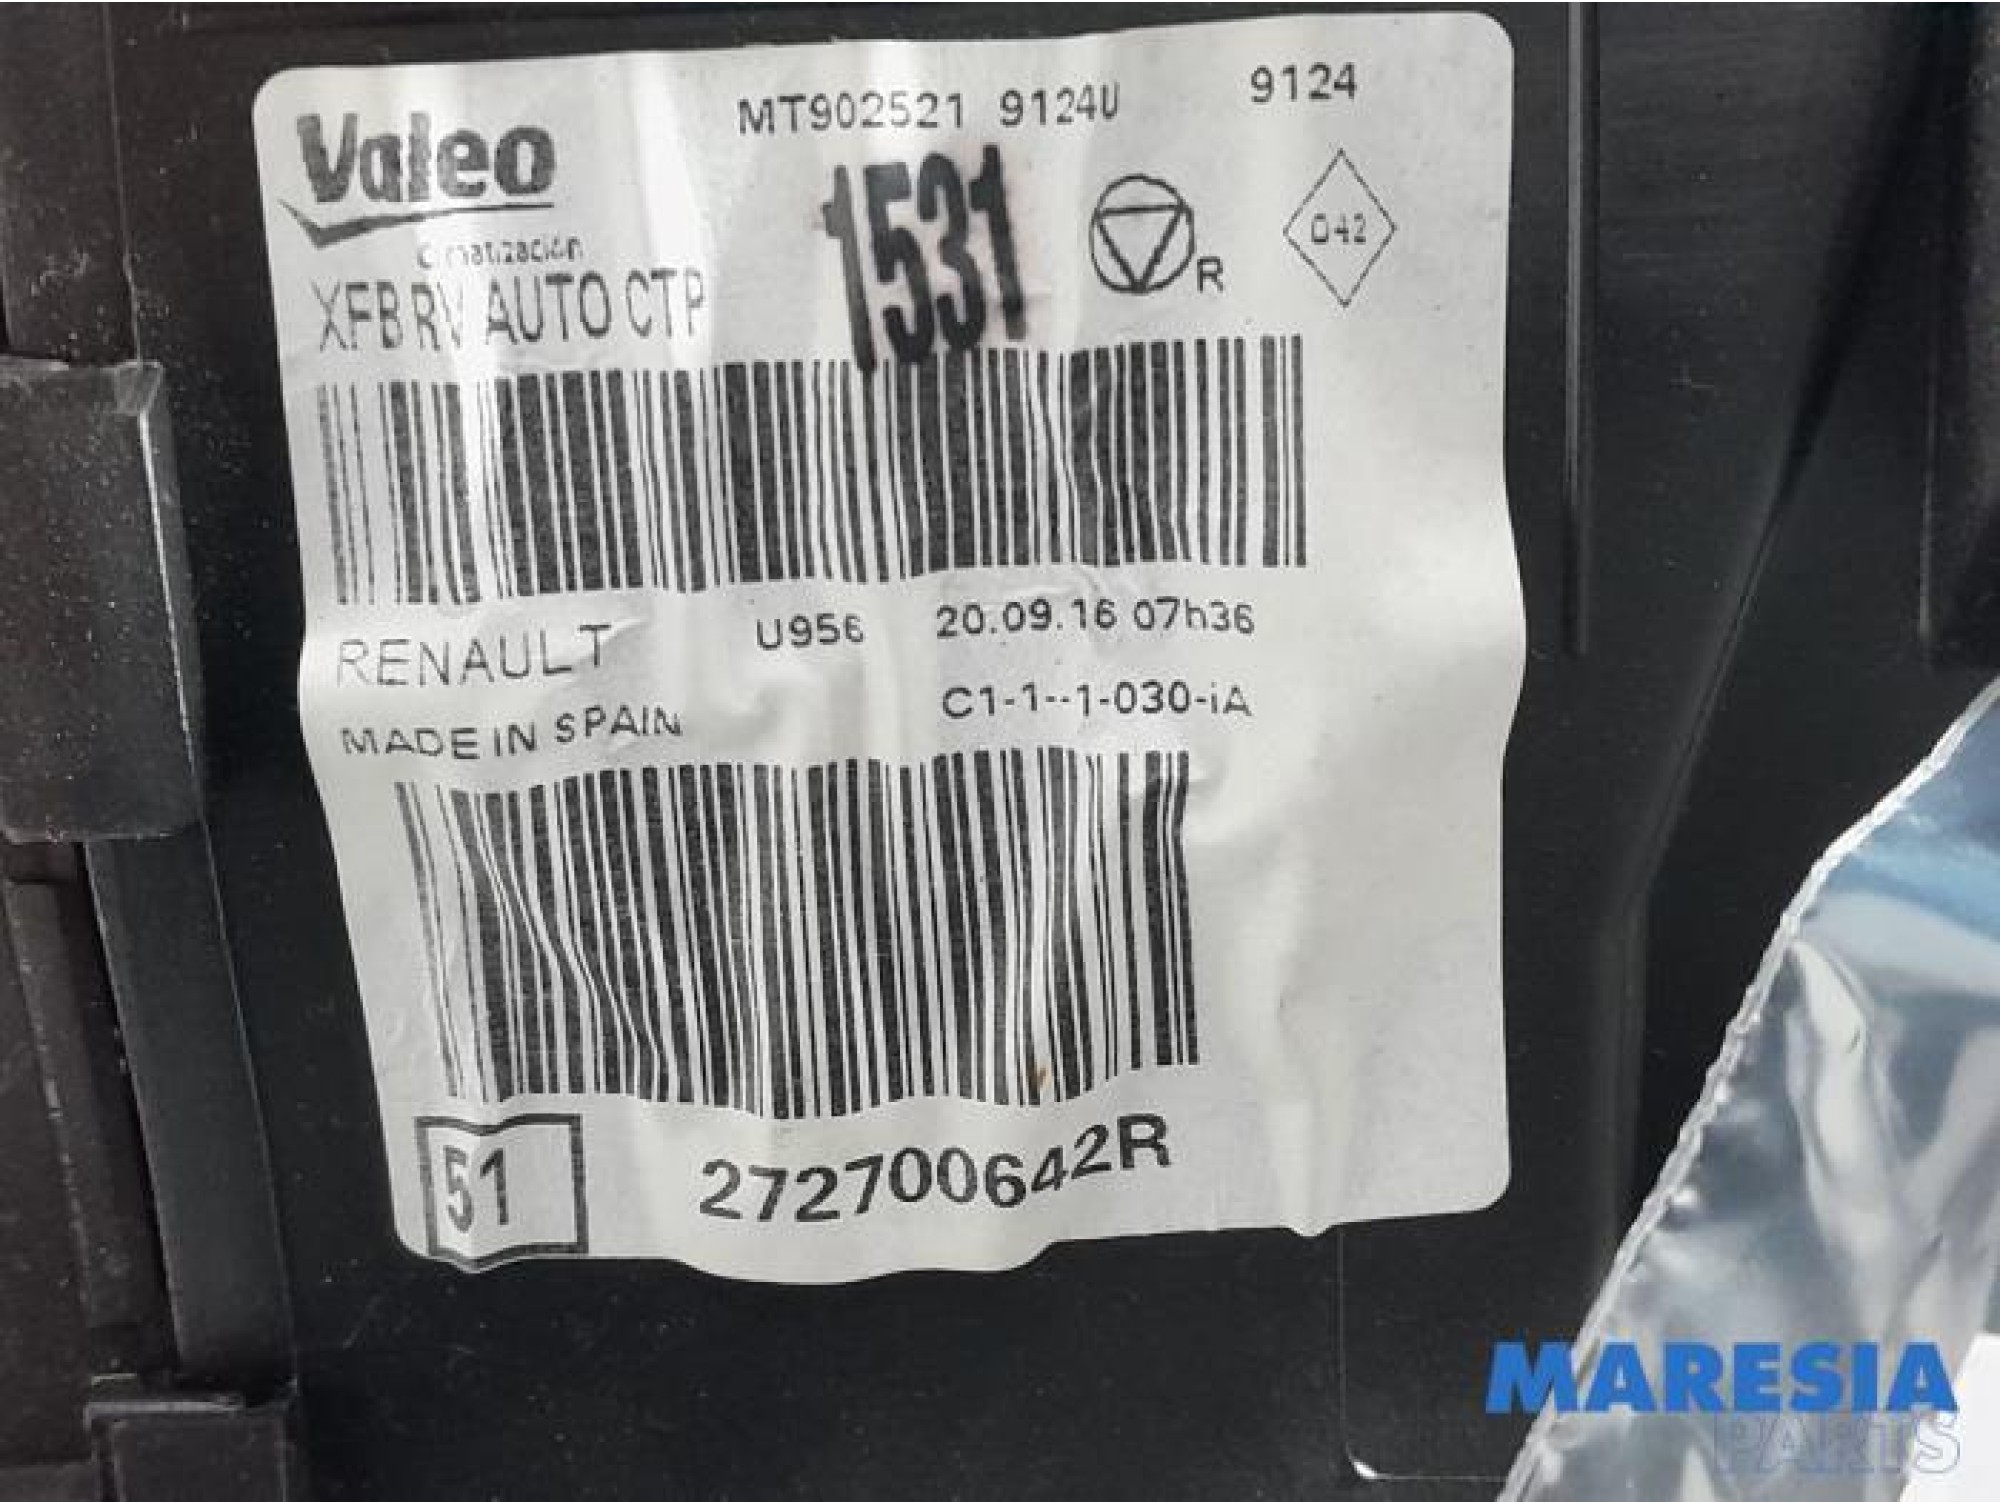 MT902521 9124U 9124
Valeo
Climatización
1531
R
042
XFB RV AUTO CTP
RENAULT U956 20.09.16 07h36
MADE IN SPAIN C1-1--1-030-iA
51 272700642R
MARESIA
PARTS